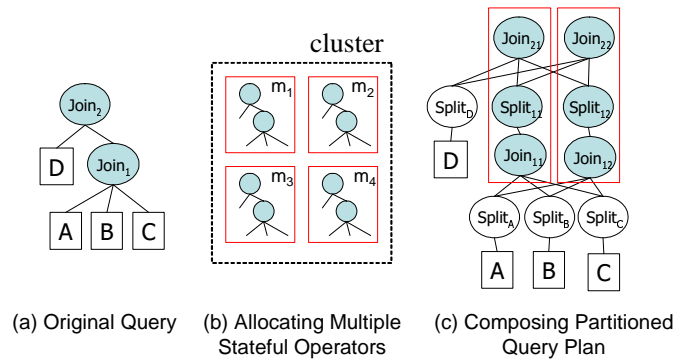 cluster
Join2
D
Join1
A B C
m1 m2
m3 m4
Join21 Join22
SplitD Split11 Split12
D
Join11 Join12
SplitA SplitB SplitC
A B C
(a) Original Query
(b) Allocating Multiple
Stateful Operators
(c) Composing Partitioned
Query Plan